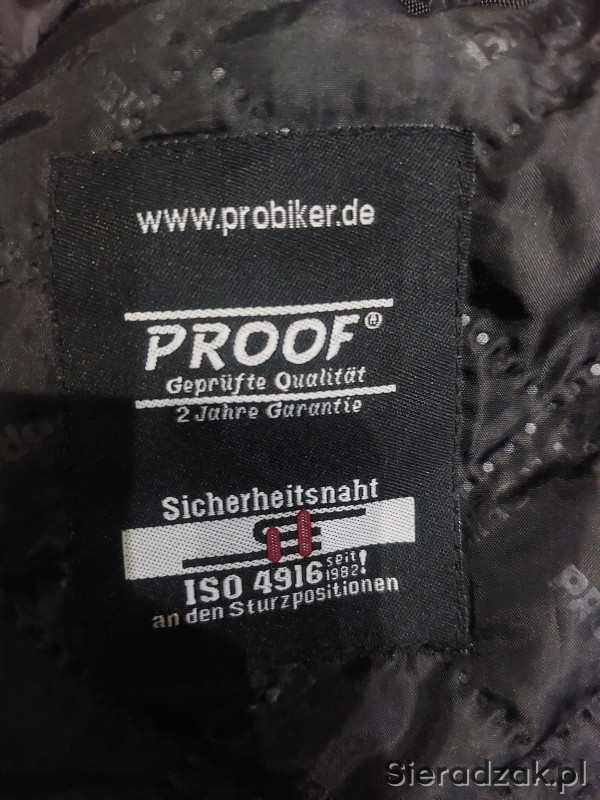 www.probiker.de
PROOF®
Geprüfte Qualität
2 Jahre Garantie
Sicherheitsnaht
ISO 4916 seit 1982!
an den Sturzpositionen
Sieradzak.pl